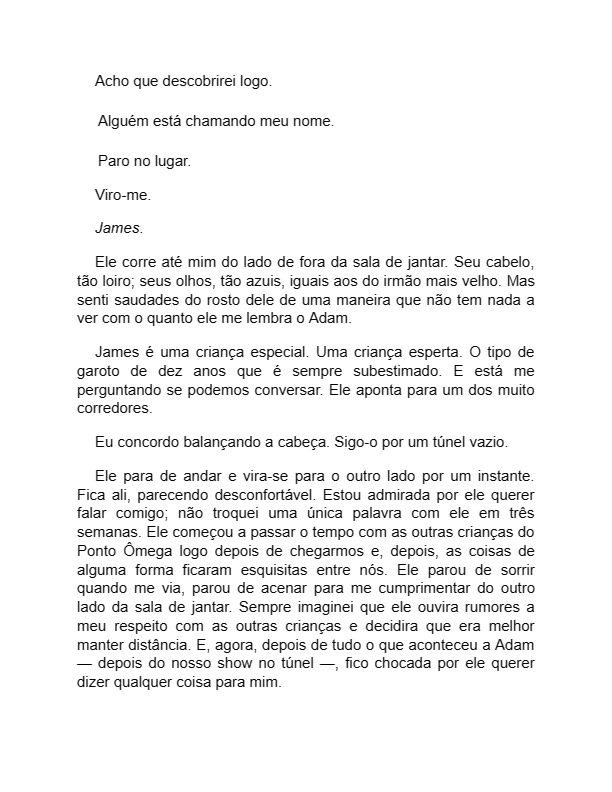 Acho que descobrirei logo.
Alguém está chamando meu nome.
Paro no lugar.
Viro-me.
James.
Ele corre até mim do lado de fora da sala de jantar. Seu cabelo,
tão loiro; seus olhos, tão azuis, iguais aos do irmão mais velho. Mas
senti saudades do rosto dele de uma maneira que não tem nada a
ver com o quanto ele me lembra o Adam.
James é uma criança especial. Uma criança esperta. O tipo de
garoto de dez anos que é sempre subestimado. E está me
perguntando se podemos conversar. Ele aponta para um dos muito
corredores.
Eu concordo balançando a cabeça. Sigo-o por um túnel vazio.
Ele para de andar e vira-se para o outro lado por um instante.
Fica ali, parecendo desconfortável. Estou admirada por ele querer
falar comigo; não troquei uma única palavra com ele em três
semanas. Ele começou a passar o tempo com as outras crianças do
Ponto Ômega logo depois de chegarmos e, depois, as coisas de
alguma forma ficaram esquisitas entre nós. Ele parou de sorrir
quando me via, parou de acenar para me cumprimentar do outro
lado da sala de jantar. Sempre imaginei que ele ouvira rumores a
meu respeito com as outras crianças e decidira que era melhor
manter distância. E, agora, depois de tudo o que aconteceu a Adam
— depois do nosso show no túnel —, fico chocada por ele querer
dizer qualquer coisa para mim.